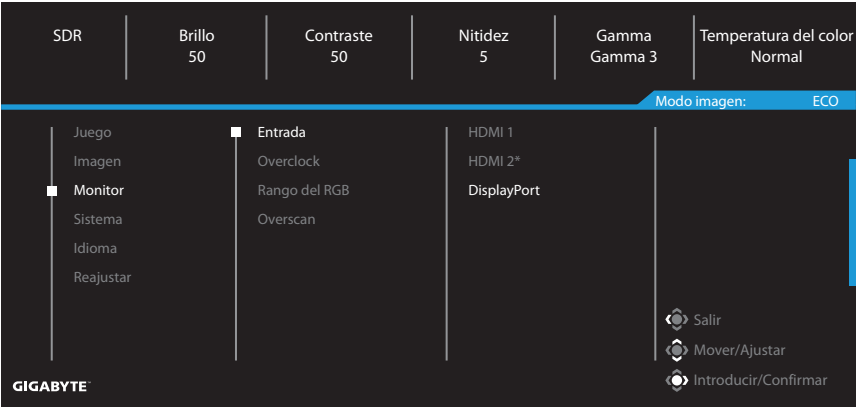 SDR
Brillo
50
Contraste
50
Nitidez
5
Gamma
Gamma 3
Temperatura del color
Normal
Modo imagen: ECO
Juego
Imagen
Monitor
Sistema
Idioma
Reajustar
Entrada
Overclock
Rango del RGB
Overscan
HDMI 1
HDMI 2*
DisplayPort
Salir
Mover/Ajustar
Introducir/Confirmar
GIGABYTE™